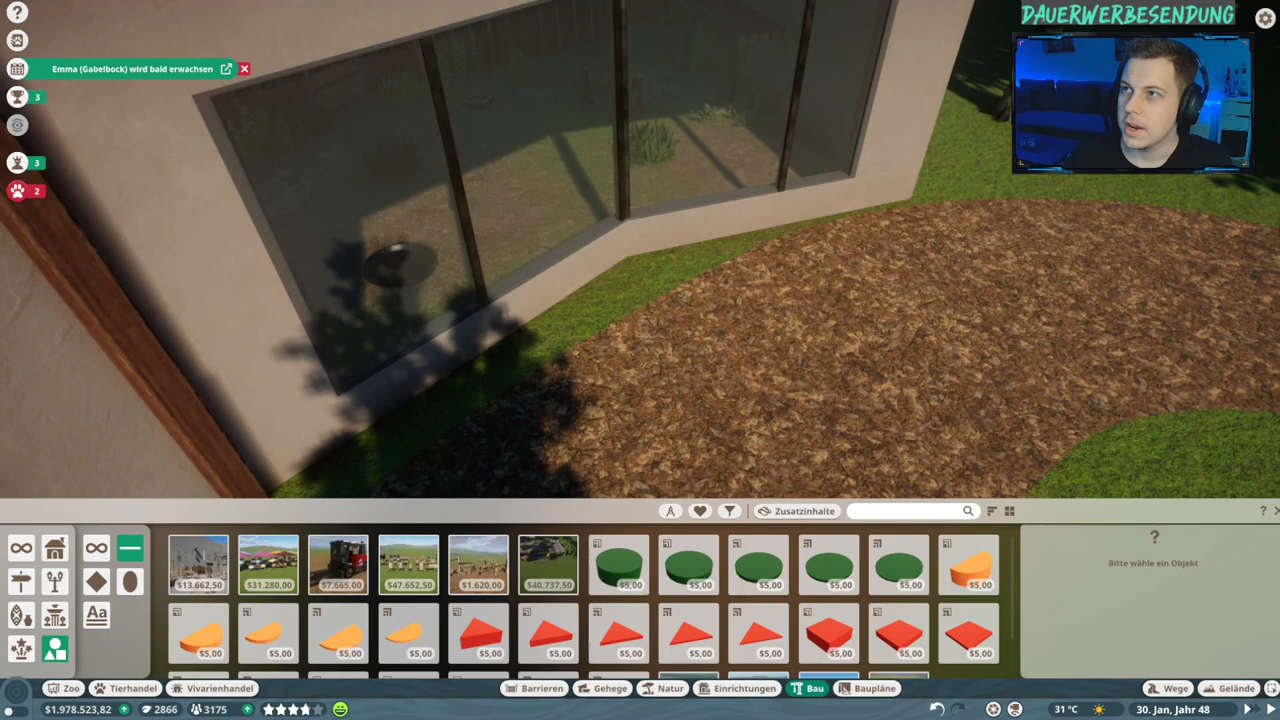 DAUERWERBESENDUNG
?
Emma (Gabelbock) wird bald erwachsen
3
3
2
Zusatzinhalte
?
?
Bitte wähle ein Objekt
Aa
$13.662,50 $31.280,00 $7.665,00 $47.652,50 $1.620,00 $40.737,50 $5,00 $5,00 $5,00 $5,00 $5,00 $5,00
$5,00 $5,00 $5,00 $5,00 $5,00 $5,00 $5,00 $5,00 $5,00 $5,00 $5,00 $5,00
Zoo Tierhandel Vivarienhandel Barrieren Gehege Natur Einrichtungen Bau Baupläne Wege Gelände
$1.978.523,82 2866 3175 31 °C 30. Jan, Jahr 48